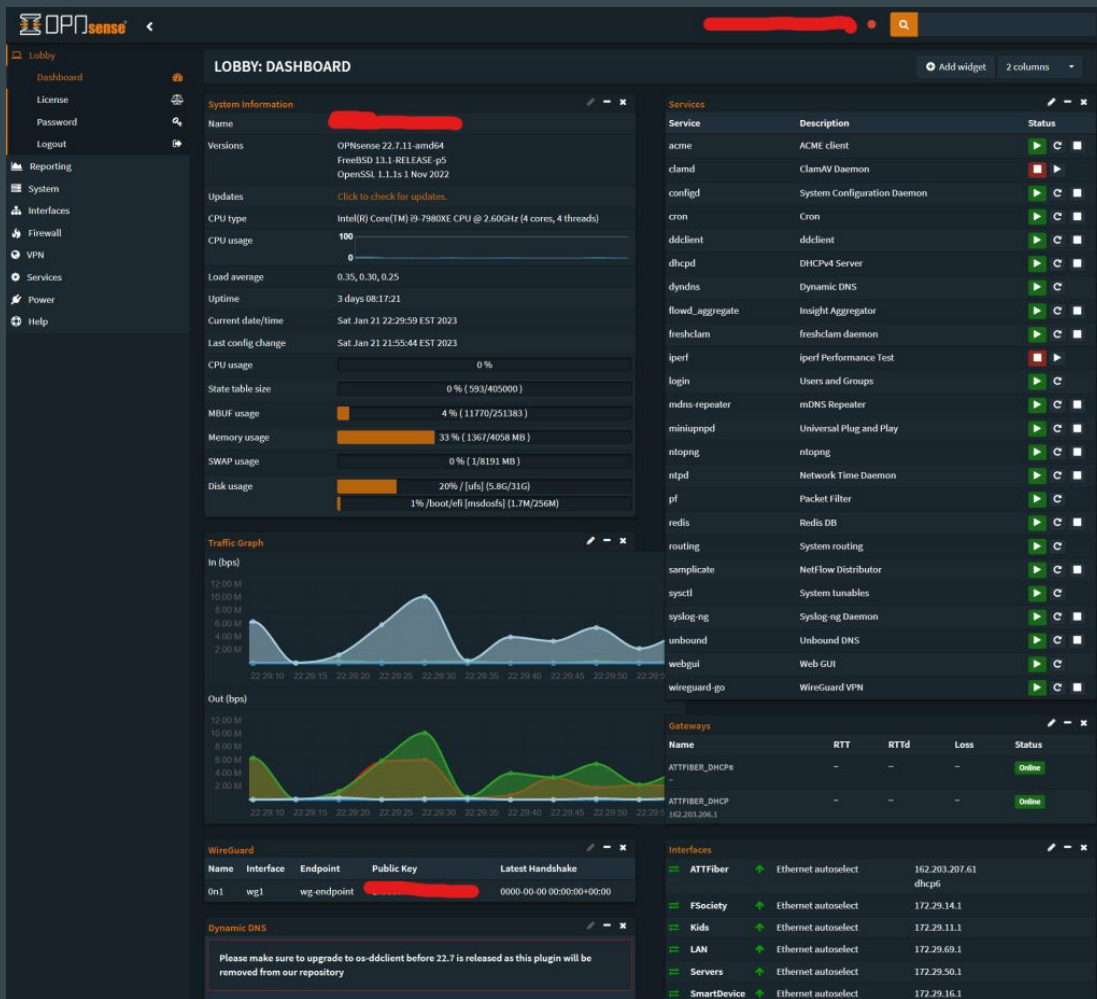 OPNsense
Lobby
Dashboard
License
Password
Logout
Reporting
System
Interfaces
Firewall
VPN
Services
Power
Help
LOBBY: DASHBOARD
Add widget 2 columns
System Information
Name
Versions OPNsense 22.7.11-amd64
FreeBSD 13.1-RELEASE-p5
OpenSSL 1.1.1s 1 Nov 2022
Updates Click to check for updates.
CPU type Intel(R) Core(TM) i9-7980XE CPU @ 2.60GHz (4 cores, 4 threads)
CPU usage 100
0
Load average 0.35, 0.30, 0.25
Uptime 3 days 08:17:21
Current date/time Sat Jan 21 22:29:59 EST 2023
Last config change Sat Jan 21 21:55:44 EST 2023
CPU usage 0 %
State table size 0 % ( 593/405000 )
MBUF usage 4 % ( 11770/251383 )
Memory usage 33 % ( 1367/4058 MB )
SWAP usage 0 % ( 1/8191 MB )
Disk usage 20% / [ufs] (5.8G/31G)
1% /boot/efi [msdosfs] (1.7M/256M)
Traffic Graph
In (bps)
12.00 M
10.00 M
8.00 M
6.00 M
4.00 M
2.00 M
22:29:10 22:29:15 22:29:20 22:29:25 22:29:30 22:29:35 22:29:40 22:29:45 22:29:50
Out (bps)
12.00 M
10.00 M
8.00 M
6.00 M
4.00 M
2.00 M
22:29:10 22:29:15 22:29:20 22:29:25 22:29:30 22:29:35 22:29:40 22:29:45 22:29:50
WireGuard
Name Interface Endpoint Public Key Latest Handshake
0n1 wg1 wg-endpoint 0000-00-00 00:00:00+00:00
Dynamic DNS
Please make sure to upgrade to os-ddclient before 22.7 is released as this plugin will be
removed from our repository
Services
Service Description Status
acme ACME client
clamd ClamAV Daemon
configd System Configuration Daemon
cron Cron
ddclient ddclient
dhcpd DHCPv4 Server
dyndns Dynamic DNS
flowd_aggregate Insight Aggregator
freshclam freshclam daemon
iperf iperf Performance Test
login Users and Groups
mdns-repeater mDNS Repeater
miniupnpd Universal Plug and Play
ntopng ntopng
ntpd Network Time Daemon
pf Packet Filter
redis Redis DB
routing System routing
samplicate NetFlow Distributor
sysctl System tunables
syslog-ng Syslog-ng Daemon
unbound Unbound DNS
webgui Web GUI
wireguard-go WireGuard VPN
Gateways
Name RTT RTTd Loss Status
ATTFIBER_DHCP6 ~ ~ ~ Online
~
ATTFIBER_DHCP ~ ~ ~ Online
162.203.206.1
Interfaces
ATTFiber Ethernet autoselect 162.203.207.61
dhcp6
FSociety Ethernet autoselect 172.29.14.1
Kids Ethernet autoselect 172.29.11.1
LAN Ethernet autoselect 172.29.69.1
Servers Ethernet autoselect 172.29.50.1
SmartDevice Ethernet autoselect 172.29.16.1